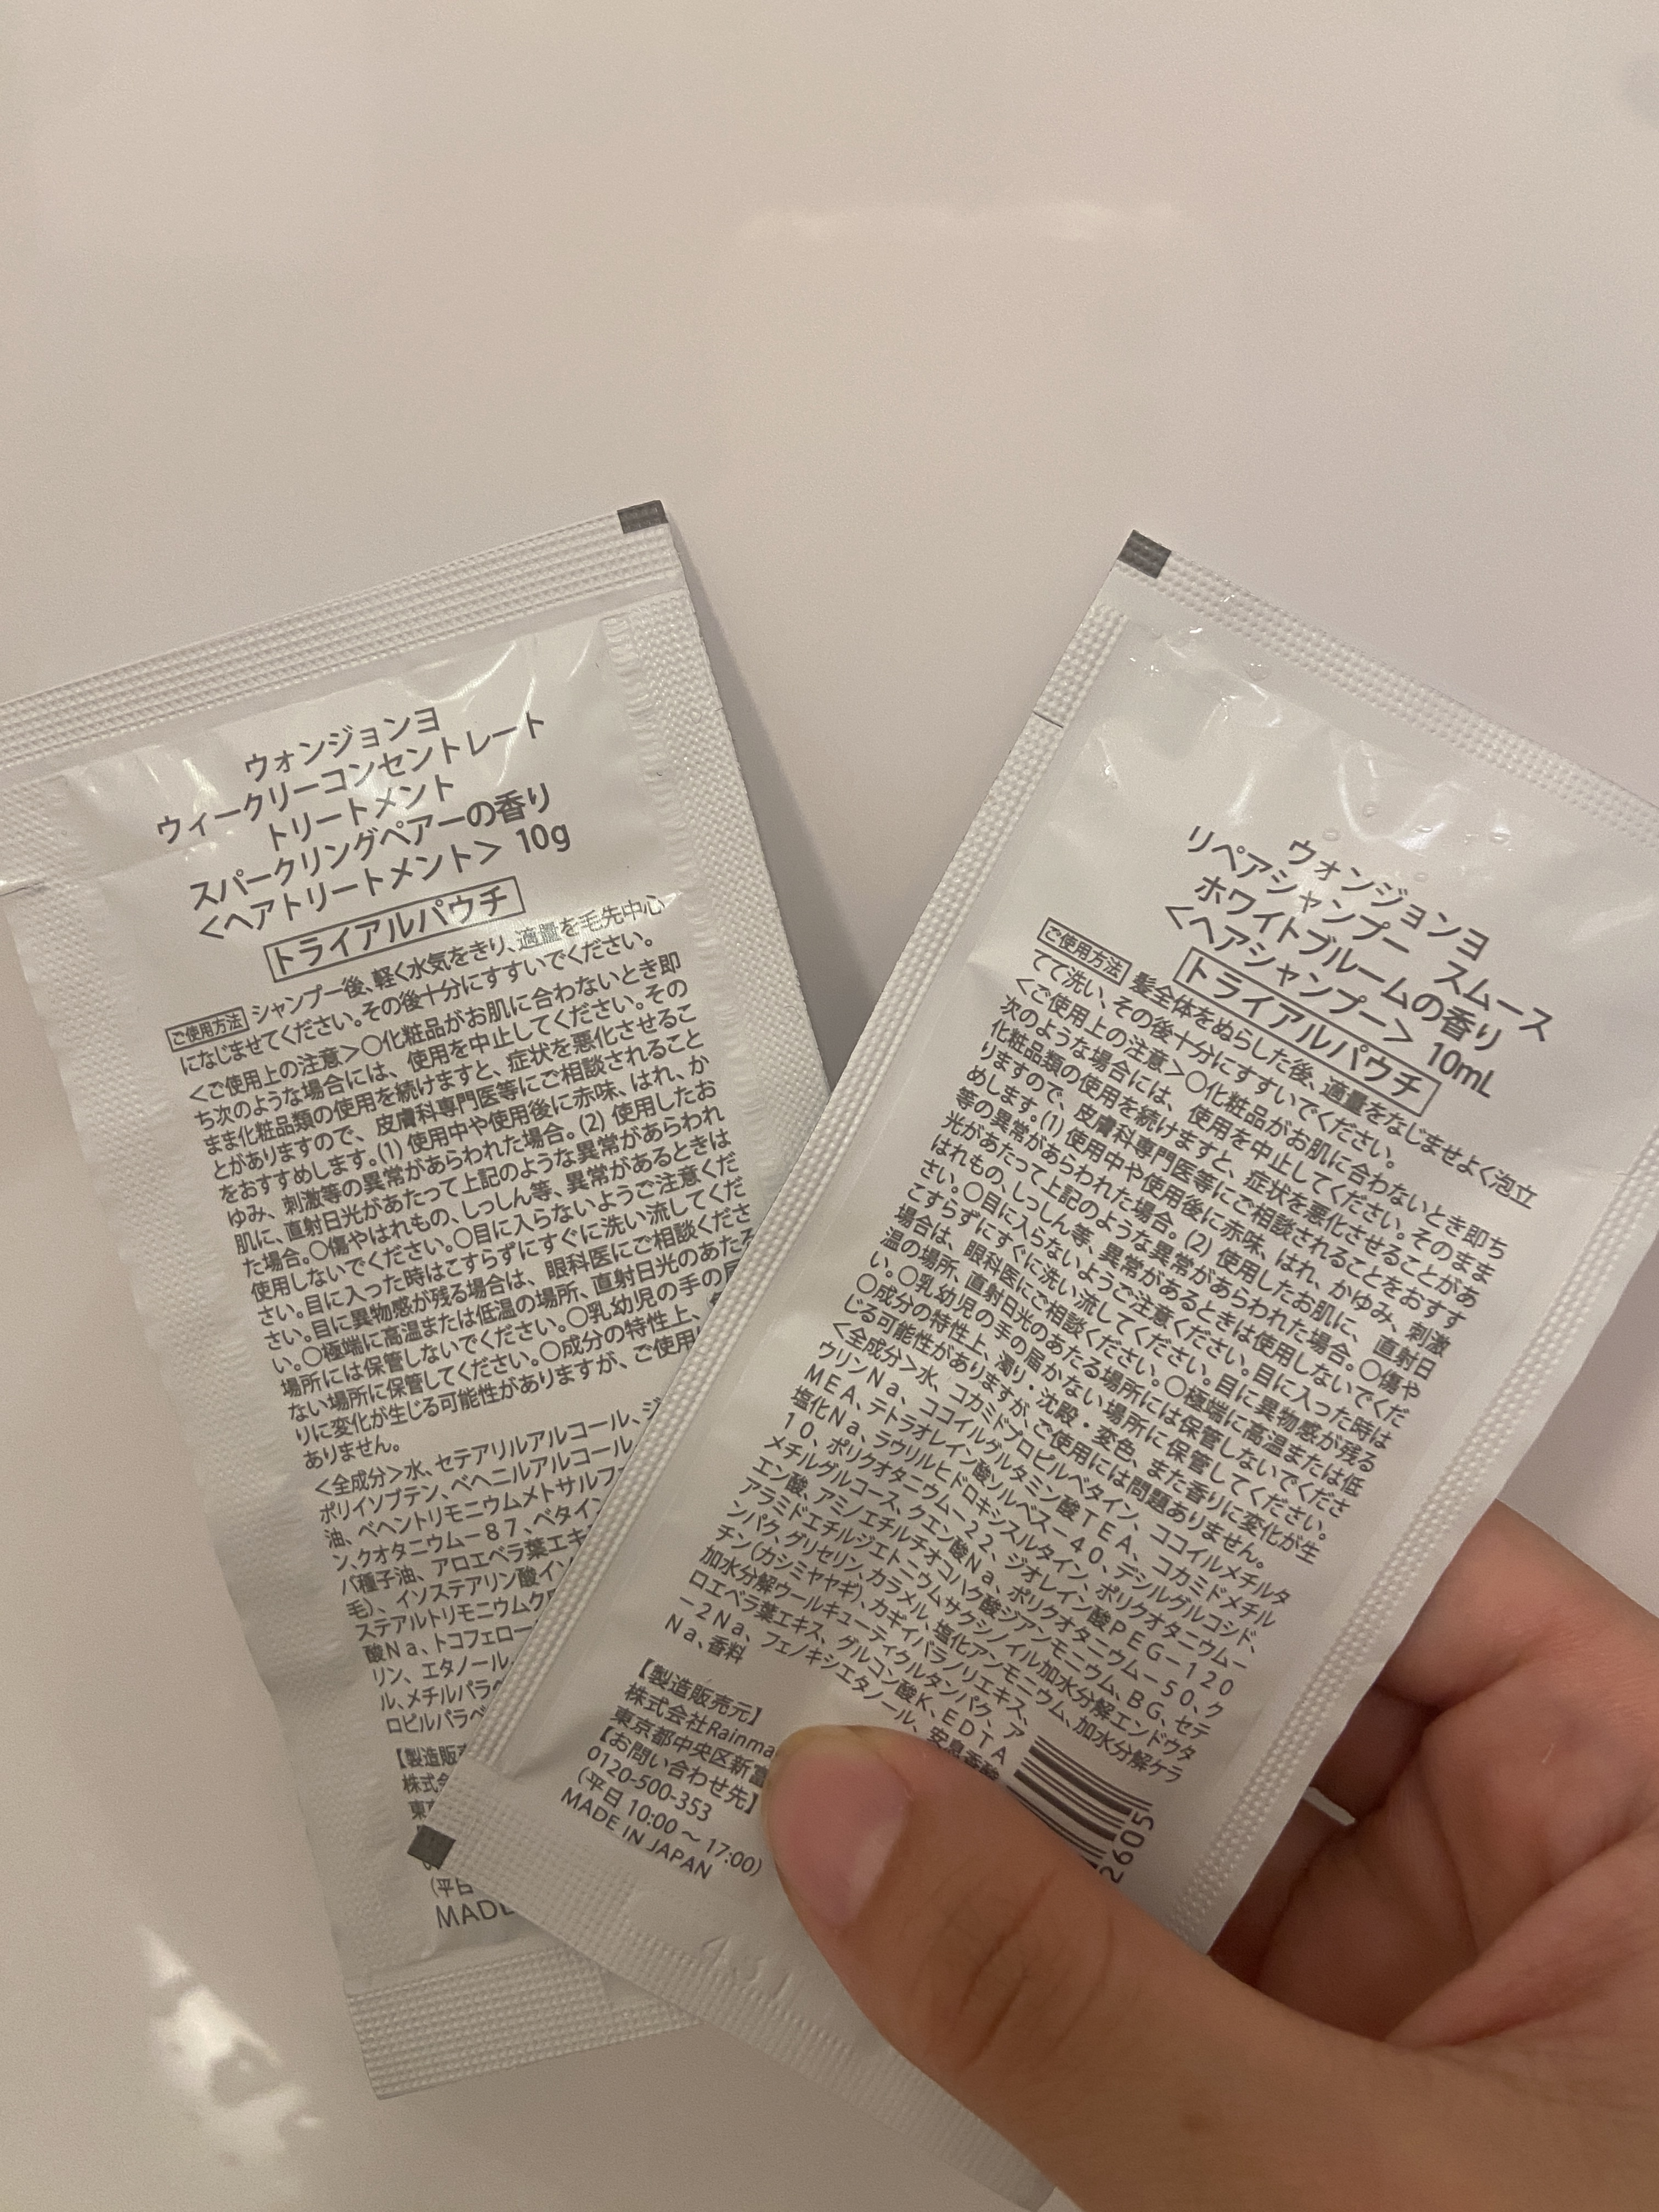 ウォンジョンヨ
ウィークリーコンセントレート
トリートメント
スパークリングペアーの香り
＜ヘアトリートメント＞ 10g
トライアルパウチ
ご使用方法 シャンプー後、軽く水気をきり、適量を毛先中心
になじませてください。その後十分にすすいでください。
＜ご使用上の注意＞○化粧品がお肌に合わないとき即
ち次のような場合には、使用を中止してください。その
まま化粧品類の使用を続けますと、症状を悪化させるこ
とがありますので、皮膚科専門医等にご相談されること
をおすすめします。(1) 使用中や使用後に赤味、はれ、か
ゆみ、刺激等の異常があらわれた場合。(2) 使用したお
肌に、直射日光があたって上記のような異常があらわれ
た場合。○傷やはれもの、しっしん等、異常があるときは
使用しないでください。○目に入らないようご注意くだ
さい。目に入った時はこすらずにすぐに洗い流してくだ
さい。目に異物感が残る場合は、眼科医にご相談くださ
い。○極端に高温または低温の場所、直射日光のあたる
場所には保管しないでください。○乳幼児の手の届
ない場所に保管してください。○成分の特性上、
りに変化が生じる可能性がありますが、ご使用
ありません。
＜全成分＞水、セテアリルアルコール、ジ
ポリイソブテン、ベヘニルアルコール
油、ベヘントリモニウムメトサルフ
ン、クオタニウム－８７、ベタイン
バ種子油、アロエベラ葉エキ
毛）、イソステアリン酸イソ
ステアルトリモニウムクロ
酸Ｎａ、トコフェロー
リン、エタノール
ル、メチルパラ
ロピルパラベ
【製造販
株式
東
(平日
MADE
ウォンジョンヨ
リペアシャンプー　スムース
ホワイトブルームの香り
＜ヘアシャンプー＞ 10mL
トライアルパウチ
ご使用方法 髪全体をぬらした後、適量をなじませよく泡立
てて洗い、その後十分にすすいでください。
＜ご使用上の注意＞○化粧品がお肌に合わないとき即ち
次のような場合には、使用を中止してください。そのまま
化粧品類の使用を続けますと、症状を悪化させることがあ
りますので、皮膚科専門医等にご相談されることをおすす
めします。(1) 使用中や使用後に赤味、はれ、かゆみ、刺激
等の異常があらわれた場合。(2) 使用したお肌に、直射日
光があたって上記のような異常があらわれた場合。○傷や
はれもの、しっしん等、異常があるときは使用しないでくだ
さい。○目に入らないようご注意ください。目に入った時は
こすらずにすぐに洗い流してください。目に異物感が残る
場合は、眼科医にご相談ください。○極端に高温または低
温の場所、直射日光のあたる場所には保管しないでくださ
い。○乳幼児の手の届かない場所に保管してください。
○成分の特性上、濁り・沈殿・変色、また香りに変化が生
じる可能性がありますが、ご使用には問題ありません。
＜全成分＞水、コカミドプロピルベタイン、ココイルメチルタ
ウリンＮａ、ココイルグルタミン酸ＴＥＡ、コカミドメチル
ＭＥＡ、テトラオレイン酸ソルベス－４０、デシルグルコシド、
塩化Ｎａ、ラウリルヒドロキシスルタイン、ポリクオタニウム－
１０、ポリクオタニウム－２２、ジオレイン酸ＰＥＧ－１２０
メチルグルコース、クエン酸Ｎａ、ポリクオタニウム－５０、ク
エン酸、アミノエチルチオコハク酸ジアンモニウム、ＢＧ、セテ
アラミドエチルジエトニウムサクシノイル加水分解エンドウタ
ンパク、グリセリン、カラメル、塩化アンモニウム、加水分解ケラ
チン（カシミヤヤギ）、カギイバラノリエキス、
加水分解ウールキューティクルタンパク、ア
ロエベラ葉エキス、グルコン酸Ｋ、ＥＤＴＡ
－２Ｎａ、フェノキシエタノール、安息香酸
Ｎａ、香料
【製造販売元】
株式会社Rainma
東京都中央区新富
【お問い合わせ先】
0120-500-353
(平日 10:00 ～ 17:00)
MADE IN JAPAN
2605